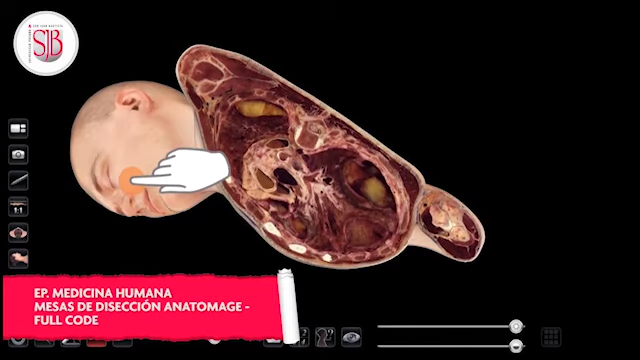 SJB
EP. MEDICINA HUMANA
MESAS DE DISECCIÓN ANATOMAGE -
FULL CODE